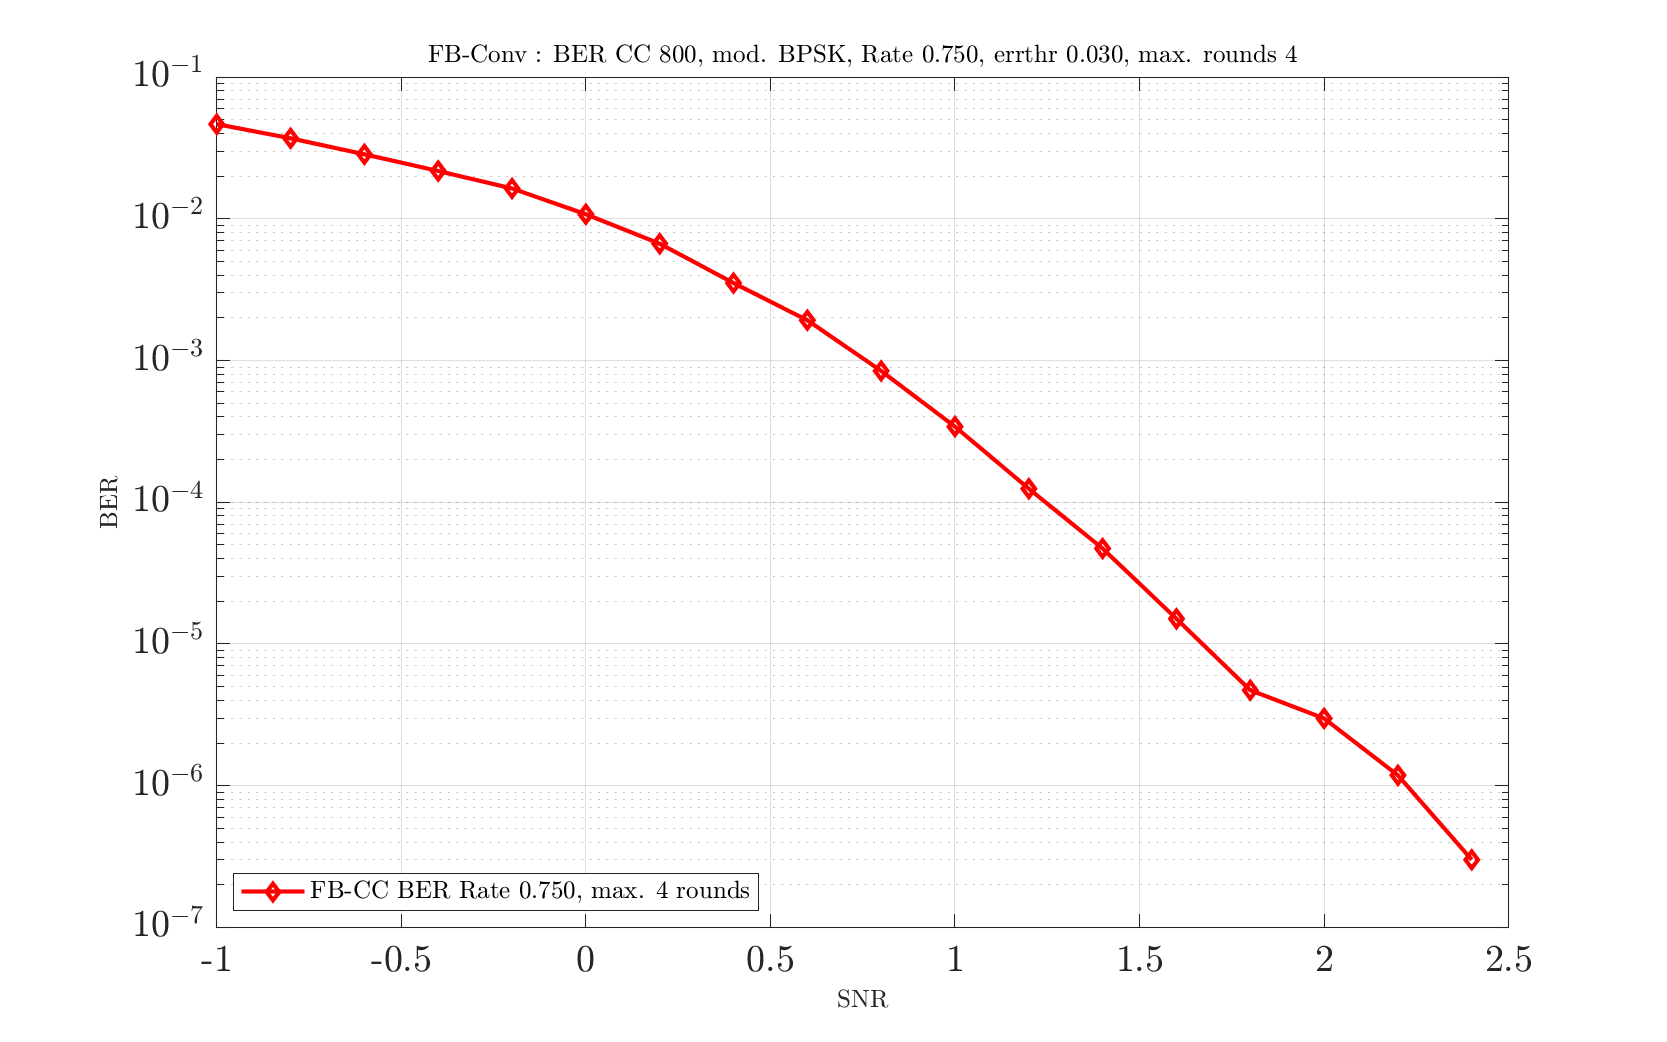 FB-Conv : BER CC 800, mod. BPSK, Rate 0.750, errthr 0.030, max. rounds 4
10⁻¹
10⁻²
10⁻³
10⁻⁴
10⁻⁵
10⁻⁶
10⁻⁷
BER
FB-CC BER Rate 0.750, max. 4 rounds
-1 -0.5 0 0.5 1 1.5 2 2.5
SNR